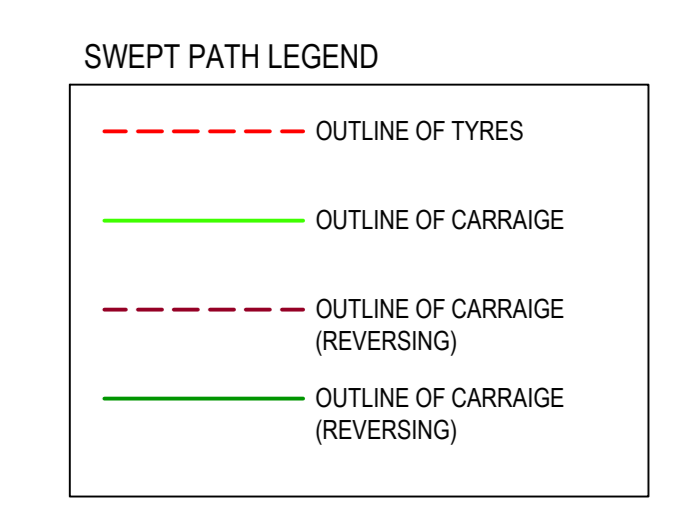 SWEPT PATH LEGEND
OUTLINE OF TYRES
OUTLINE OF CARRAIGE
OUTLINE OF CARRAIGE
(REVERSING)
OUTLINE OF CARRAIGE
(REVERSING)